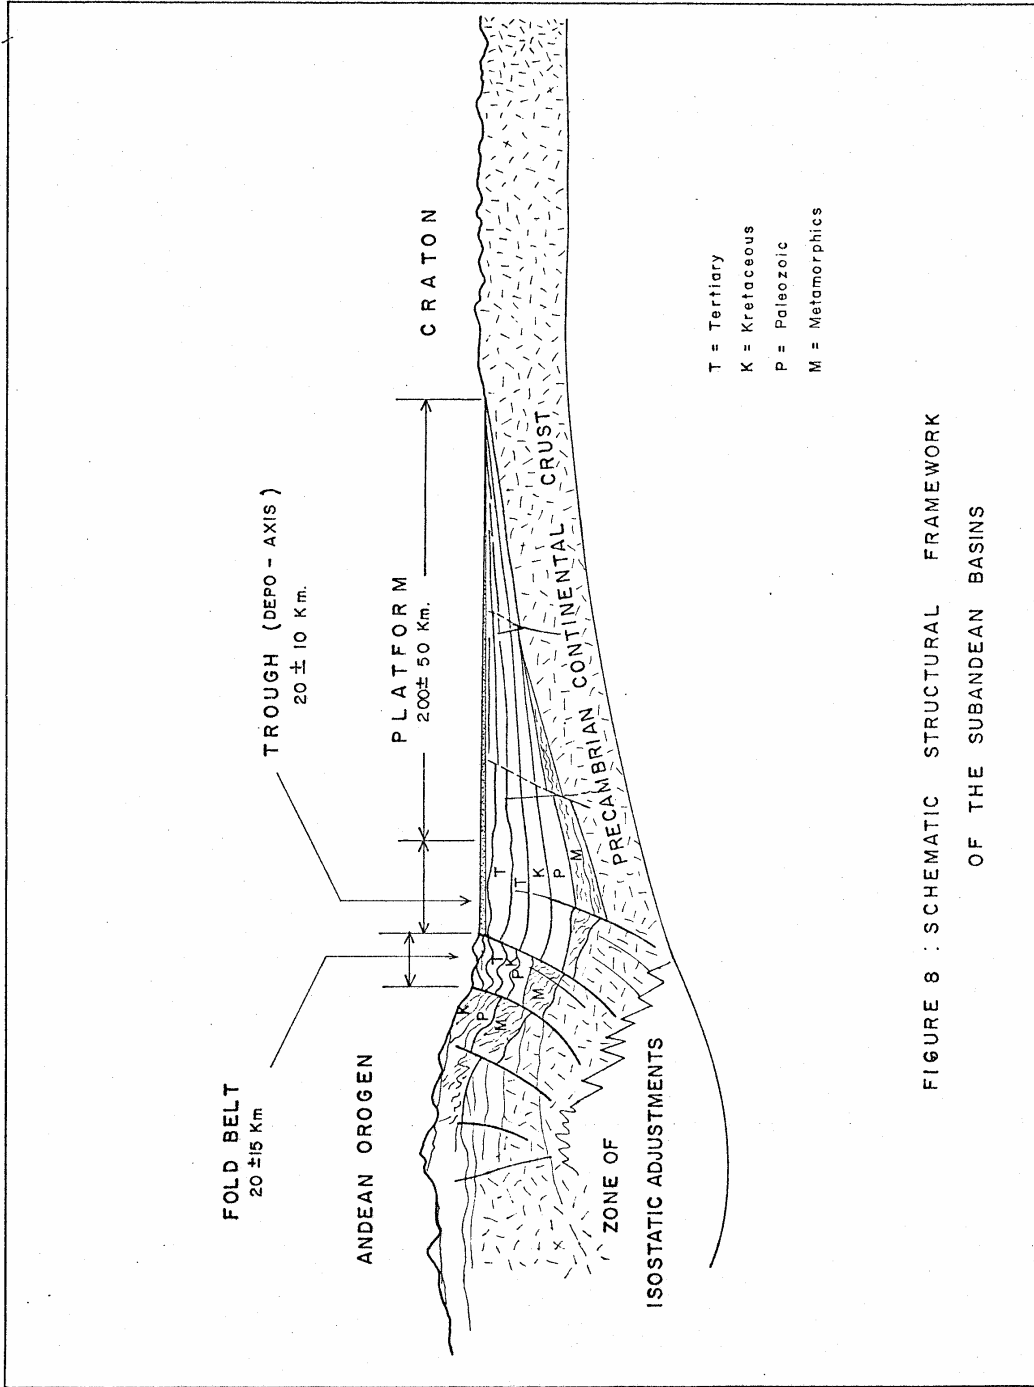 FOLD BELT
20 ±15 Km
TROUGH (DEPO - AXIS)
20 ± 10 Km.
ANDEAN OROGEN
PLATFORM
200± 50 Km.
CRATON
K
P
M
T
K
P
M
T
T
K
P
M
PRECAMBRIAN CONTINENTAL CRUST
ZONE OF
ISOSTATIC ADJUSTMENTS
T = Tertiary
K = Kretaceous
P = Paleozoic
M = Metamorphics
FIGURE 8 : SCHEMATIC STRUCTURAL FRAMEWORK
OF THE SUBANDEAN BASINS